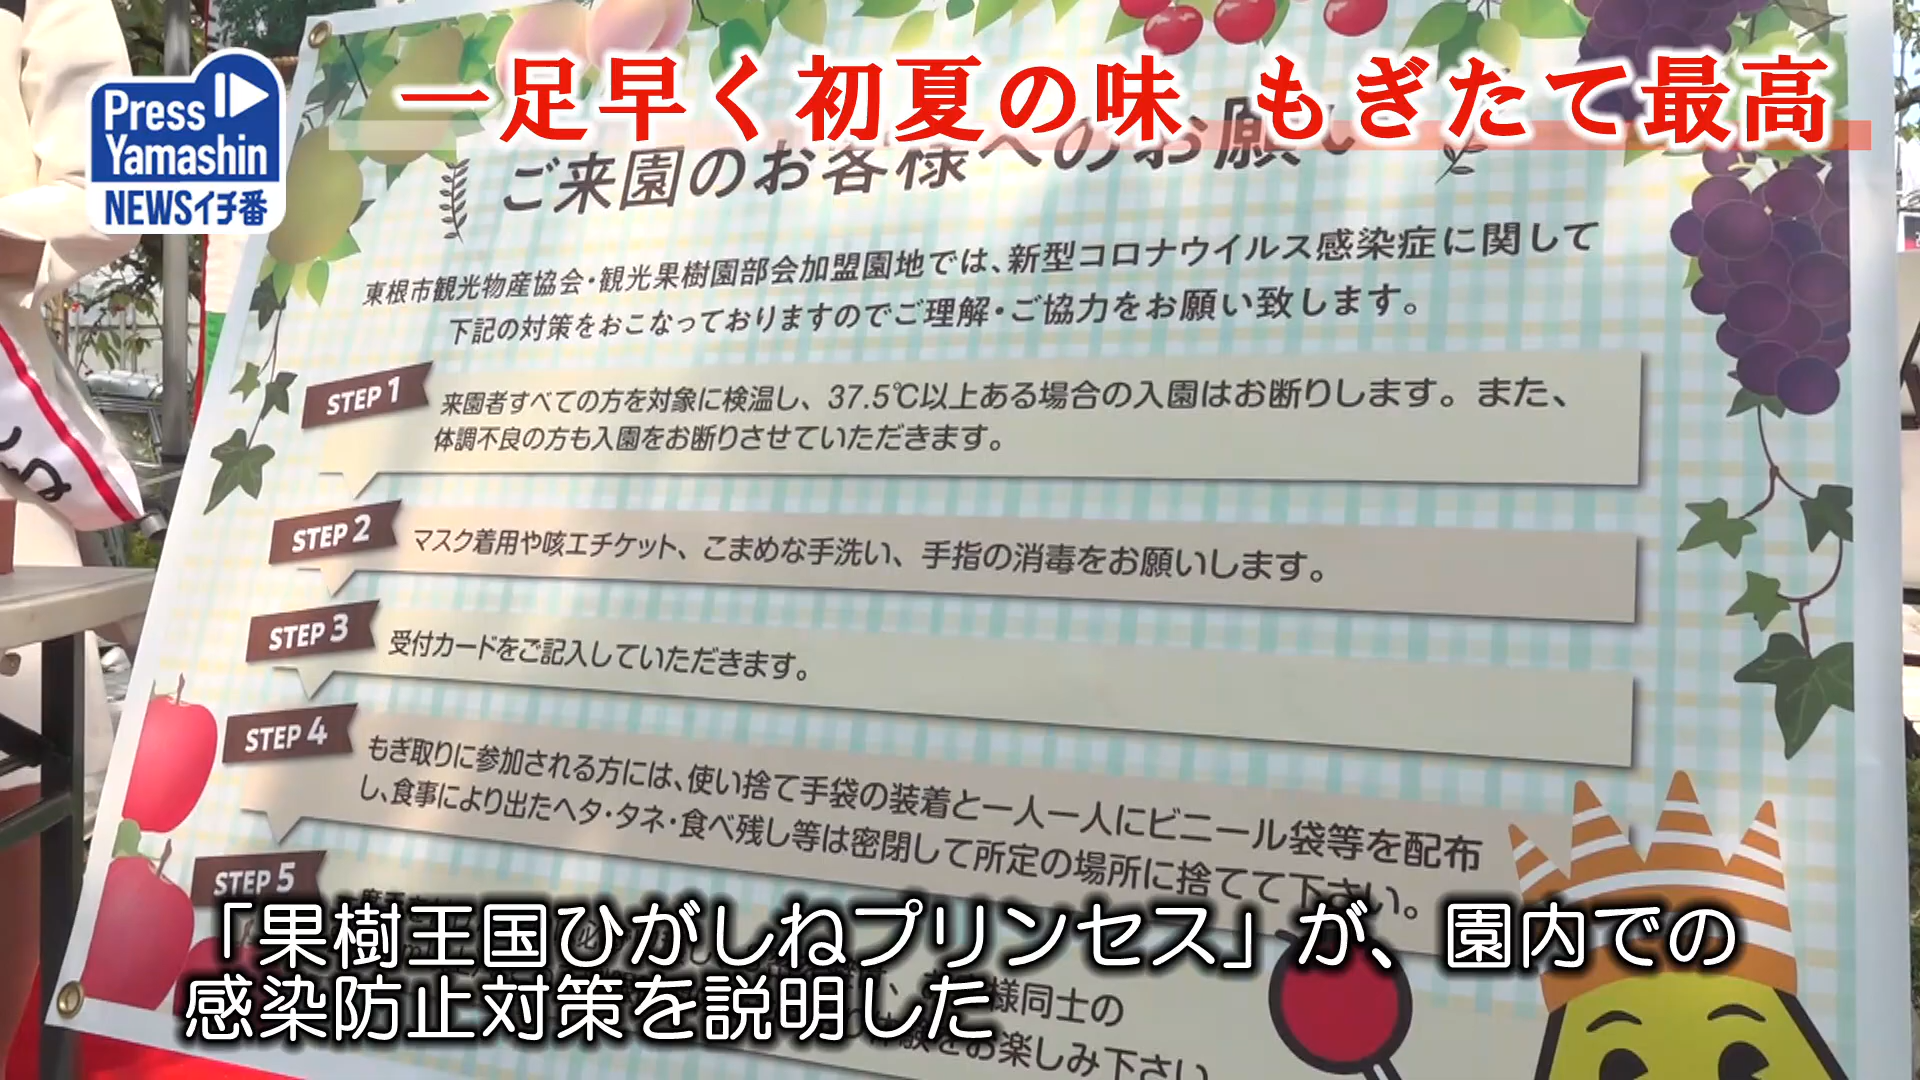 一足早く初夏の味 もぎたて最高
Press
Yamashin
NEWSイチ番
ご来園のお客様へのお願い
東根市観光物産協会・観光果樹園部会加盟園地では、新型コロナウイルス感染症に関して
下記の対策をおこなっておりますのでご理解・ご協力をお願い致します。
STEP 1
来園者すべての方を対象に検温し、37.5℃以上ある場合の入園はお断りします。また、
体調不良の方も入園をお断りさせていただきます。
STEP 2
マスク着用や咳エチケット、こまめな手洗い、手指の消毒をお願いします。
STEP 3
受付カードをご記入していただきます。
STEP 4
もぎ取りに参加される方には、使い捨て手袋の装着と一人一人にビニール袋等を配布
し、食事により出たヘタ・タネ・食べ残し等は密閉して所定の場所に捨てて下さい。
STEP 5
様同士の
をお楽しみ下さい
「果樹王国ひがしねプリンセス」が、園内での
感染防止対策を説明した